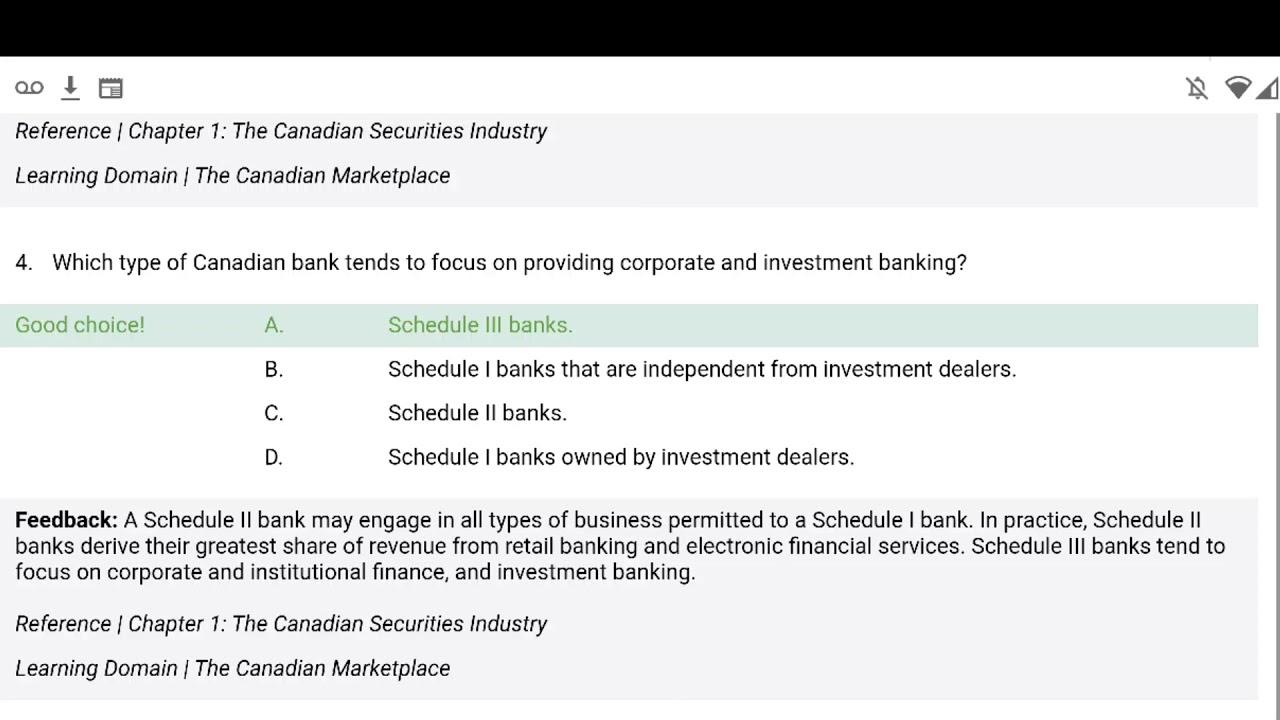 Reference | Chapter 1: The Canadian Securities Industry
Learning Domain | The Canadian Marketplace
4. Which type of Canadian bank tends to focus on providing corporate and investment banking?
Good choice! A. Schedule III banks.
B. Schedule I banks that are independent from investment dealers.
C. Schedule II banks.
D. Schedule I banks owned by investment dealers.
Feedback: A Schedule II bank may engage in all types of business permitted to a Schedule I bank. In practice, Schedule II
banks derive their greatest share of revenue from retail banking and electronic financial services. Schedule III banks tend to
focus on corporate and institutional finance, and investment banking.
Reference | Chapter 1: The Canadian Securities Industry
Learning Domain | The Canadian Marketplace